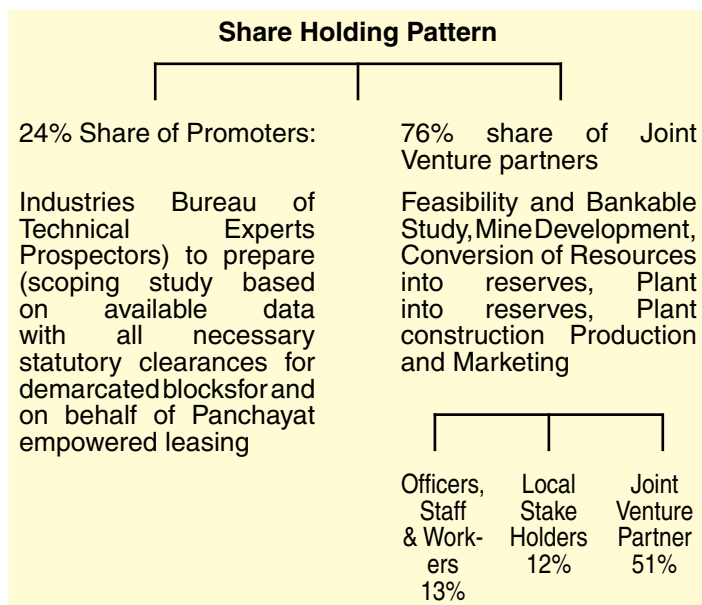 Share Holding Pattern
24% Share of Promoters:
Industries Bureau of
Technical Experts
Prospectors) to prepare
(scoping study based
on available data
with all necessary
statutory clearances for
demarcated blocksfor and
on behalf of Panchayat
empowered leasing
76% share of Joint
Venture partners
Feasibility and Bankable
Study, Mine Development,
Conversion of Resources
into reserves, Plant
into reserves, Plant
construction Production
and Marketing
Officers,
Staff
& Work-
ers
13%
Local
Stake
Holders
12%
Joint
Venture
Partner
51%